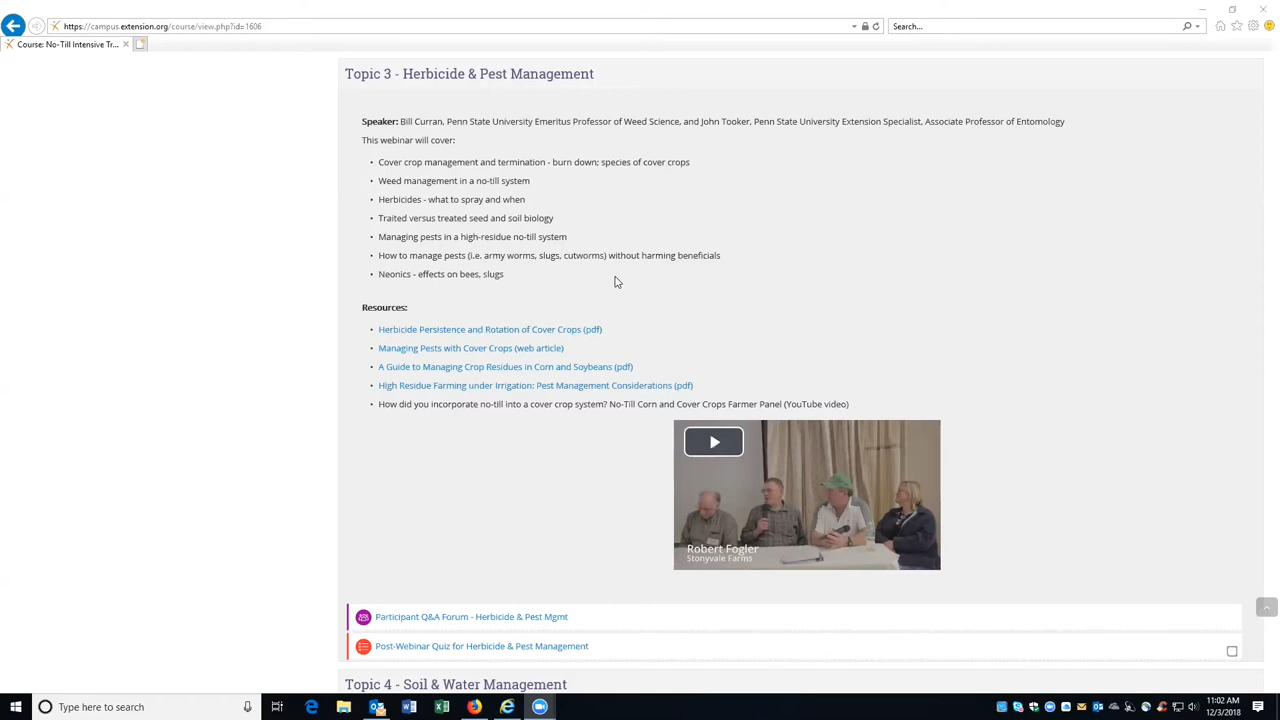 https://campus.extension.org/course/view.php?id=1606
Search...
Course: No-Till Intensive Tr...
Topic 3 - Herbicide & Pest Management
Speaker: Bill Curran, Penn State University Emeritus Professor of Weed Science, and John Tooker, Penn State University Extension Specialist, Associate Professor of Entomology
This webinar will cover:
• Cover crop management and termination - burn down; species of cover crops
• Weed management in a no-till system
• Herbicides - what to spray and when
• Traited versus treated seed and soil biology
• Managing pests in a high-residue no-till system
• How to manage pests (i.e. army worms, slugs, cutworms) without harming beneficials
• Neonics - effects on bees, slugs
Resources:
• Herbicide Persistence and Rotation of Cover Crops (pdf)
• Managing Pests with Cover Crops (web article)
• A Guide to Managing Crop Residues in Corn and Soybeans (pdf)
• High Residue Farming under Irrigation: Pest Management Considerations (pdf)
• How did you incorporate no-till into a cover crop system? No-Till Corn and Cover Crops Farmer Panel (YouTube video)
Robert Fogler
Stonyvale Farms
Participant Q&A Forum - Herbicide & Pest Mgmt
Post-Webinar Quiz for Herbicide & Pest Management
Topic 4 - Soil & Water Management
Type here to search
11:02 AM
12/3/2018